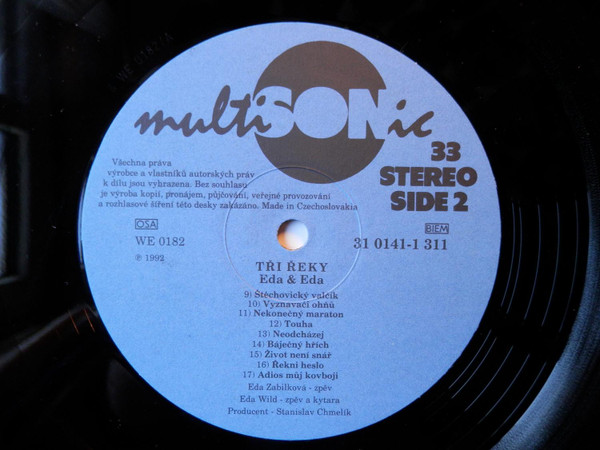 WE 0182/A
multiSONic
33
STEREO
SIDE 2
Všechna práva
výrobce a vlastníků autorských práv
k dílu jsou vyhrazena. Bez souhlasu
je výroba kopií, pronájem, půjčování, veřejné provozování
a rozhlasové šíření této desky zakázáno. Made in Czechoslovakia
OSA
BIEM
WE 0182
31 0141-1 311
℗ 1992
TŘI ŘEKY
Eda & Eda
9) Štěchovický valčík
10) Vyznavači ohňů
11) Nekonečný maraton
12) Touha
13) Neodcházej
14) Báječný hřích
15) Život není snář
16) Řekni heslo
17) Adios můj kovboji
Eda Zabilková - zpěv
Eda Wild - zpěv a kytara
Producent - Stanislav Chmelík